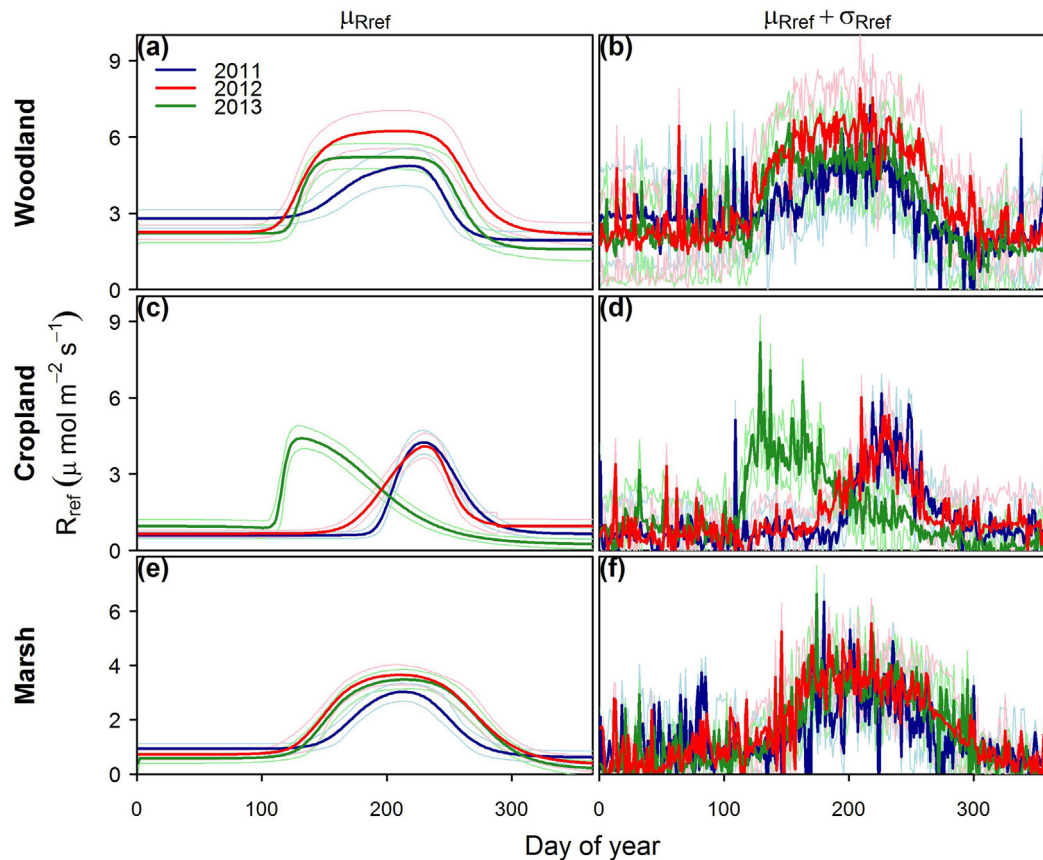 μRref
μRref + σRref
(a)
(b)
2011
2012
2013
Woodland
9
6
3
0
(c)
(d)
Cropland
9
6
3
0
Rref (μ mol m−2 s−1)
(e)
(f)
Marsh
6
4
2
0
0 100 200 300 0 100 200 300
Day of year